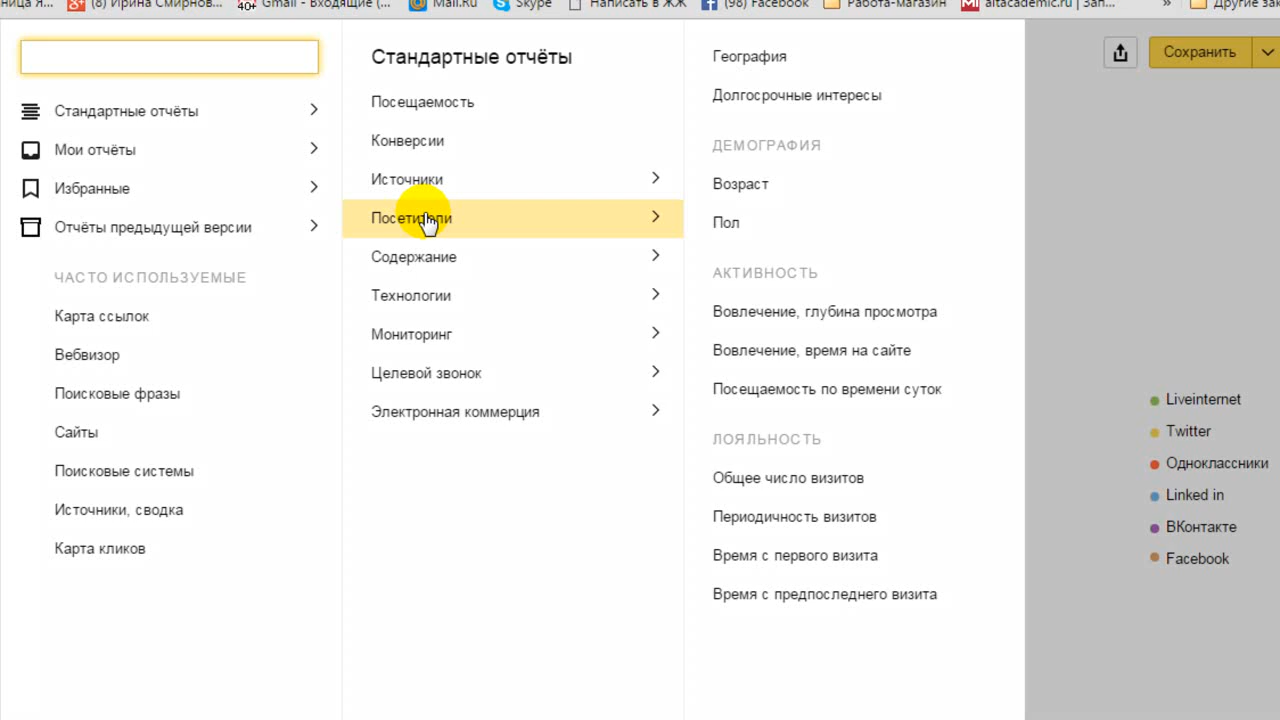 ница Я...
(8) Ирина Смирнов...
40+
Gmail - Входящие (...
Mail.Ru
Skype
Написать в ЖЖ
(98) Facebook
Работа-магазин
altacademic.ru | Зап...
»
Другие зак
Стандартные отчёты
Мои отчёты
Избранные
Отчёты предыдущей версии
ЧАСТО ИСПОЛЬЗУЕМЫЕ
Карта ссылок
Вебвизор
Поисковые фразы
Сайты
Поисковые системы
Источники, сводка
Карта кликов
Стандартные отчёты
Посещаемость
Конверсии
Источники
Посетители
Содержание
Технологии
Мониторинг
Целевой звонок
Электронная коммерция
География
Долгосрочные интересы
ДЕМОГРАФИЯ
Возраст
Пол
АКТИВНОСТЬ
Вовлечение, глубина просмотра
Вовлечение, время на сайте
Посещаемость по времени суток
ЛОЯЛЬНОСТЬ
Общее число визитов
Периодичность визитов
Время с первого визита
Время с предпоследнего визита
Сохранить
Liveinternet
Twitter
Одноклассники
Linked in
ВКонтакте
Facebook